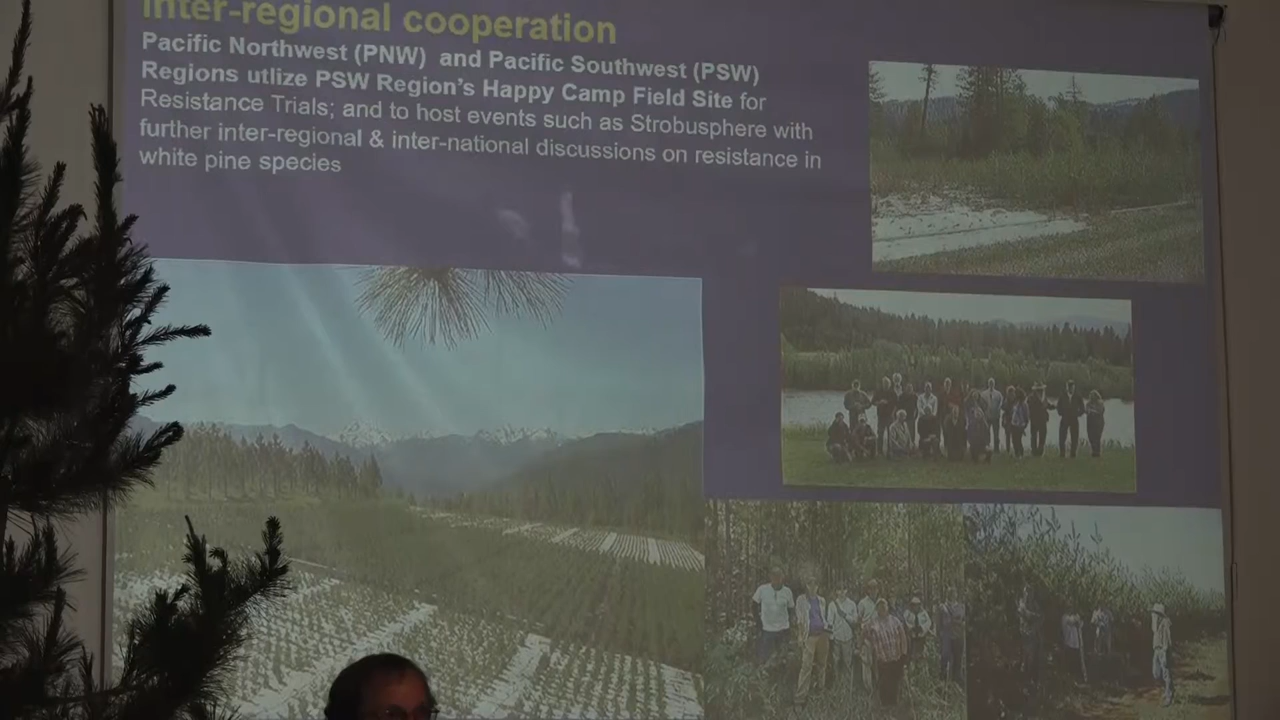 Inter-regional cooperation
Pacific Northwest (PNW) and Pacific Southwest (PSW)
Regions utlize PSW Region's Happy Camp Field Site for
Resistance Trials; and to host events such as Strobusphere with
further inter-regional & inter-national discussions on resistance in
white pine species